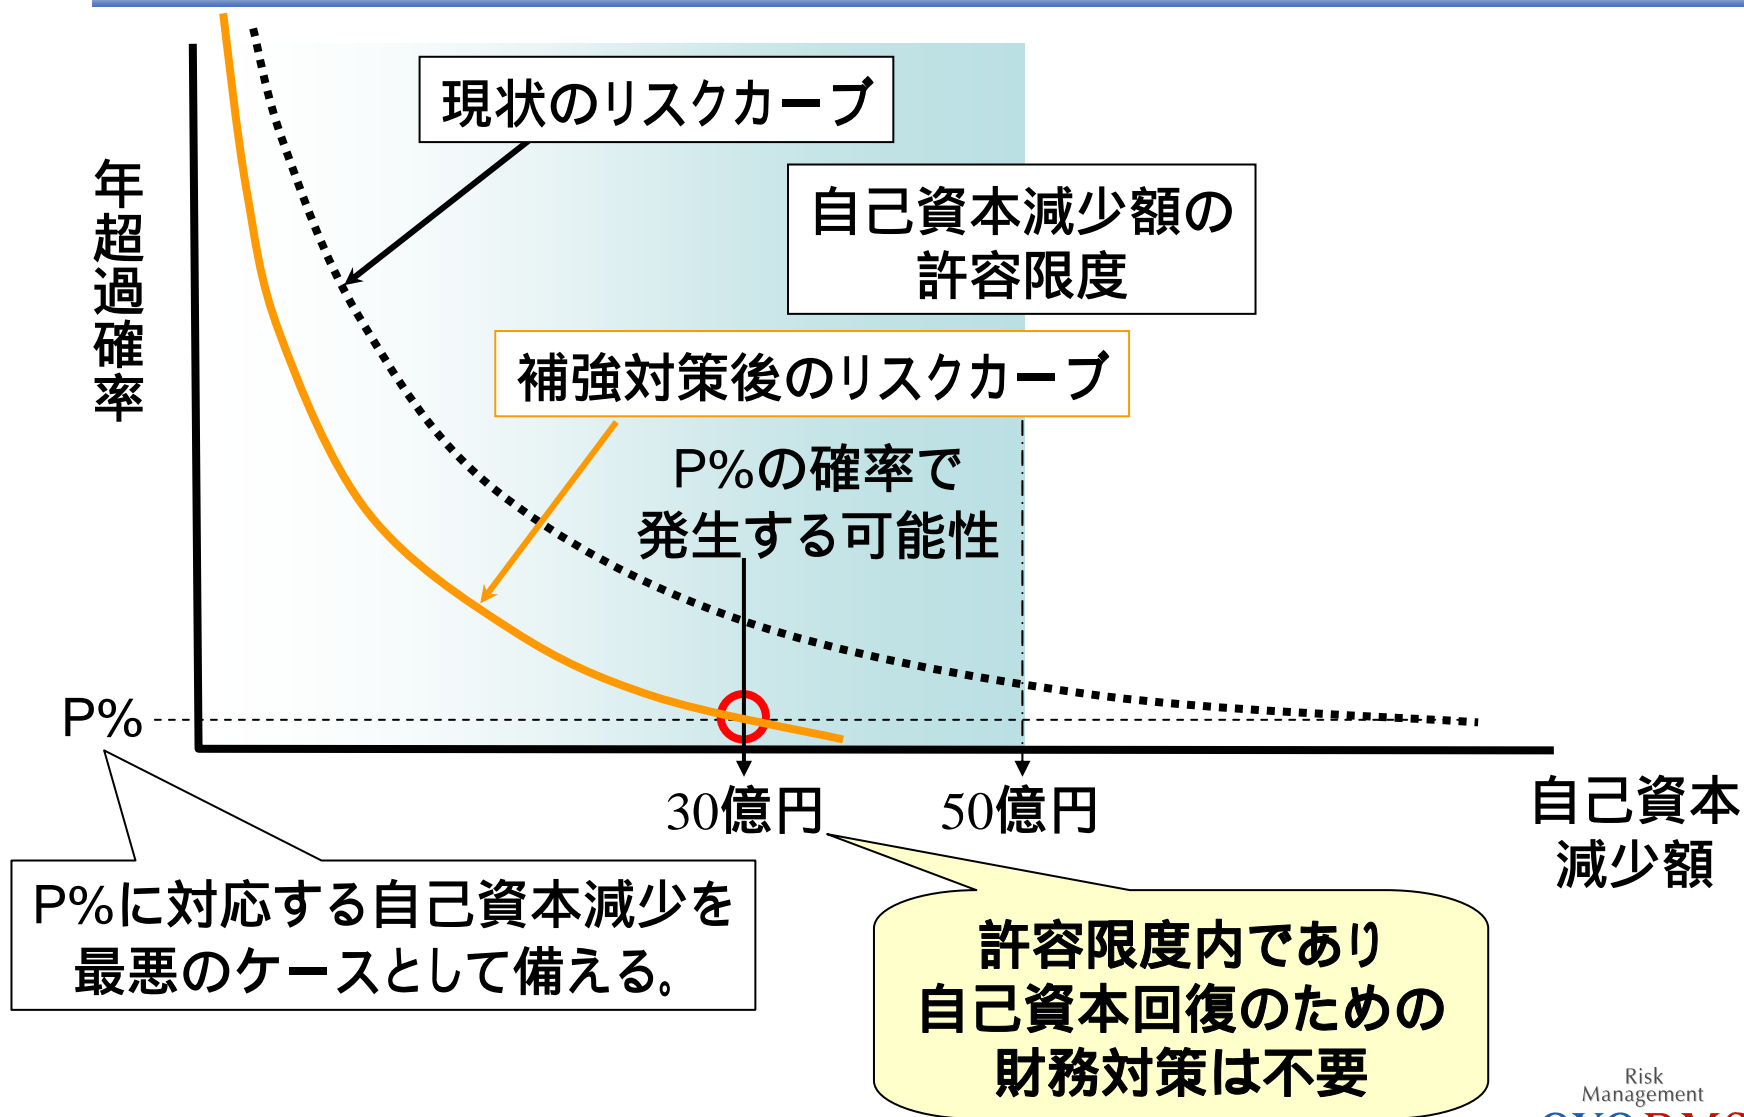 現状のリスクカーブ
自己資本減少額の
許容限度
年超過確率
補強対策後のリスクカーブ
P%の確率で
発生する可能性
P%
30億円
50億円
自己資本
減少額
P%に対応する自己資本減少を
最悪のケースとして備える。
許容限度内であり
自己資本回復のための
財務対策は不要
Risk
Management